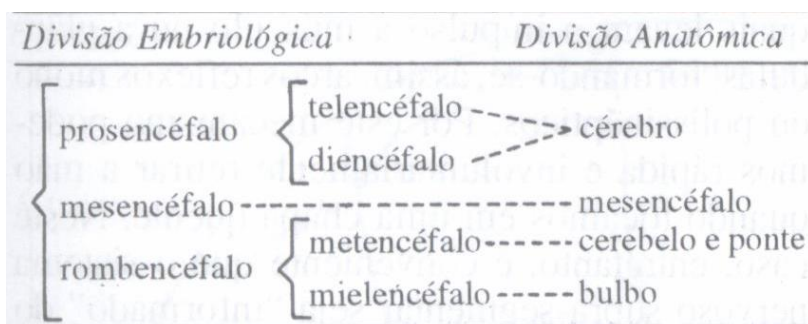 Divisão Embriológica Divisão Anatômica
telencéfalo
prosencéfalo cérebro
diencéfalo
mesencéfalo mesencéfalo
metencéfalo cerebelo e ponte
rombencéfalo
mielencéfalo bulbo